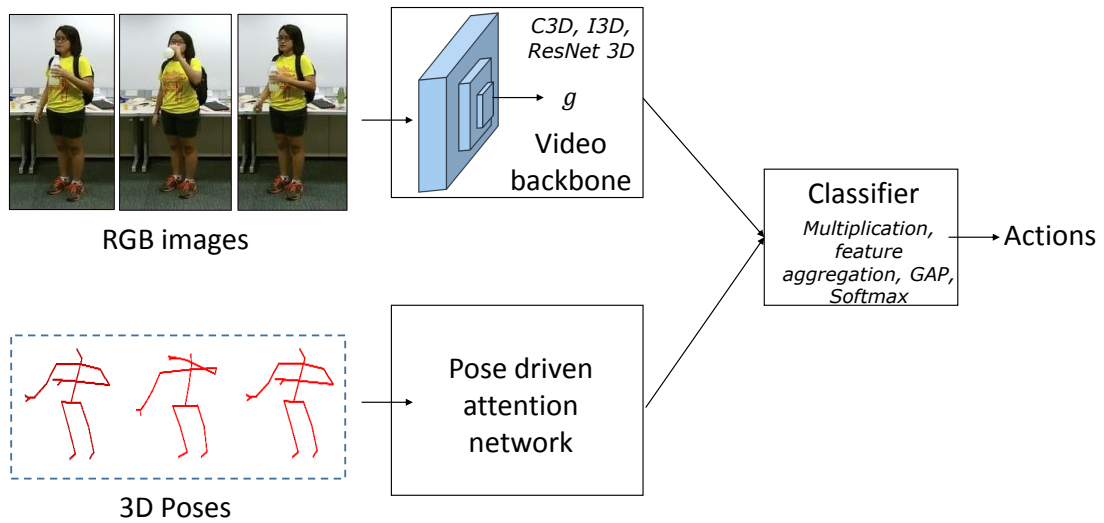 C3D, I3D,
ResNet 3D
g
Video
backbone
RGB images
Classifier
Multiplication,
feature
aggregation, GAP,
Softmax
Actions
Pose driven
attention
network
3D Poses